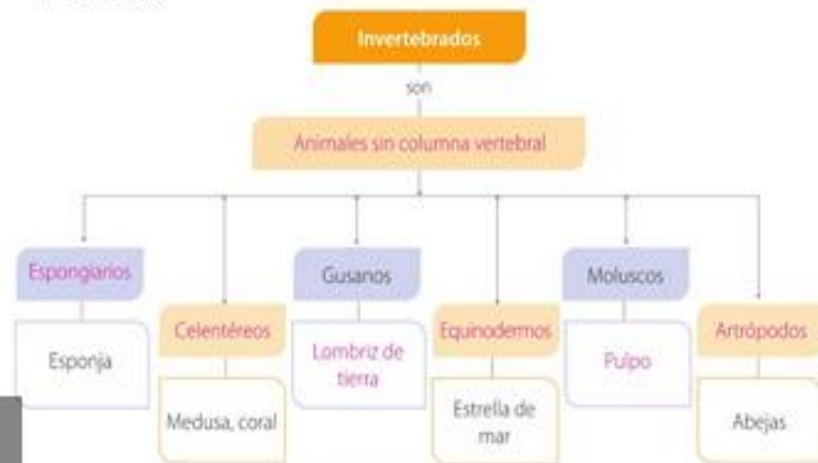 Invertebrados
son
Animales sin columna vertebral
Espongiarios
Gusanos
Moluscos
Celentéreos
Equinodermos
Artrópodos
Esponja
Lombriz de
tierra
Pulpo
Medusa, coral
Estrella de
mar
Abejas